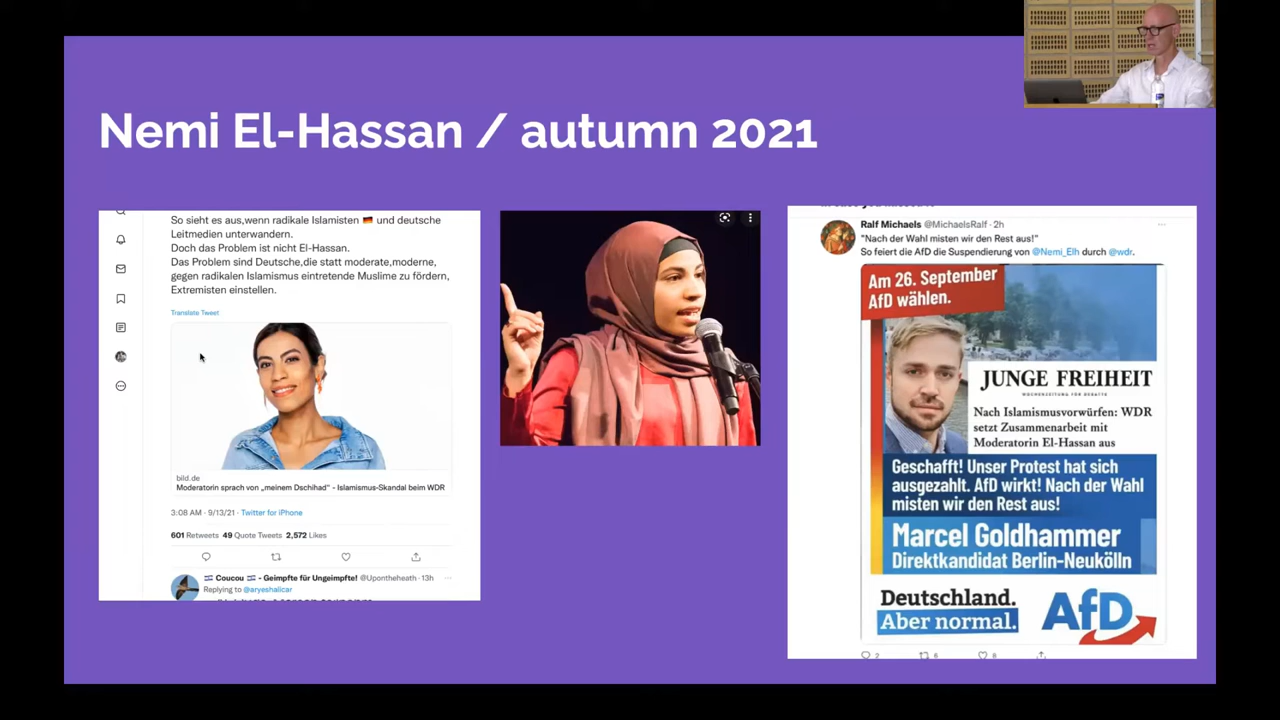 Nemi El-Hassan / autumn 2021
So sieht es aus,wenn radikale Islamisten 🇩🇪 und deutsche
Leitmedien unterwandern.
Doch das Problem ist nicht El-Hassan.
Das Problem sind Deutsche,die statt moderate,moderne,
gegen radikalen Islamismus eintretende Muslime zu fördern,
Extremisten einstellen.
Translate Tweet
bild.de
Moderatorin sprach von „meinem Dschihad" - Islamismus-Skandal beim WDR
3:08 AM · 9/13/21 · Twitter for iPhone
601 Retweets 49 Quote Tweets 2,572 Likes
🇮🇱 Coucou 🇮🇱 - Geimpfte für Ungeimpfte! @Upontheheath · 13h
Replying to @aryeshalicar
Ralf Michaels @MichaelsRalf · 2h
"Nach der Wahl misten wir den Rest aus!"
So feiert die AfD die Suspendierung von @Nemi_Elh durch @wdr.
Am 26. September
AfD wählen.
JUNGE FREIHEIT
WOCHENZEITUNG FÜR DEBATTE
Nach Islamismusvorwürfen: WDR
setzt Zusammenarbeit mit
Moderatorin El-Hassan aus
Geschafft! Unser Protest hat sich
ausgezahlt. AfD wirkt! Nach der Wahl
misten wir den Rest aus!
Marcel Goldhammer
Direktkandidat Berlin-Neukölln
Deutschland.
Aber normal.
AfD
2 6 8